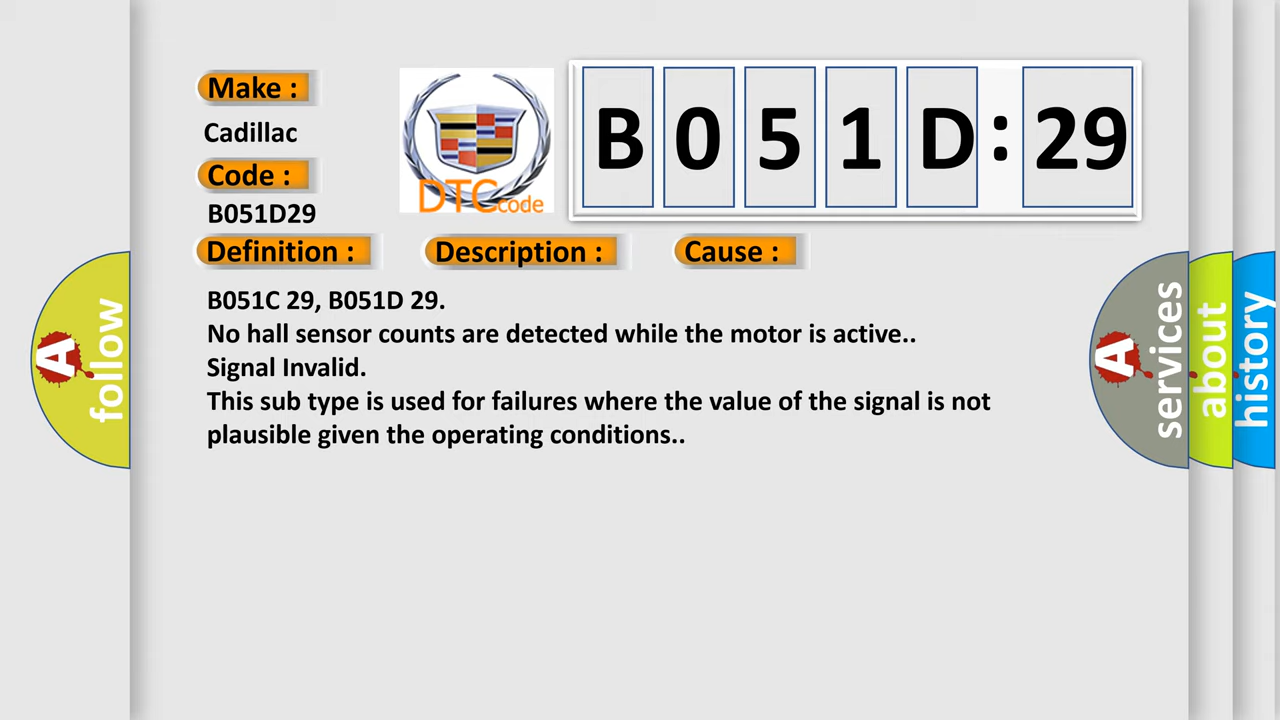 Make :
Cadillac
Code :
B051D29
DTC code
B 0 5 1 D : 29
Definition :
Description :
Cause :
B051C 29, B051D 29.
No hall sensor counts are detected while the motor is active..
Signal Invalid.
This sub type is used for failures where the value of the signal is not
plausible given the operating conditions..
A follow
A services
about
history